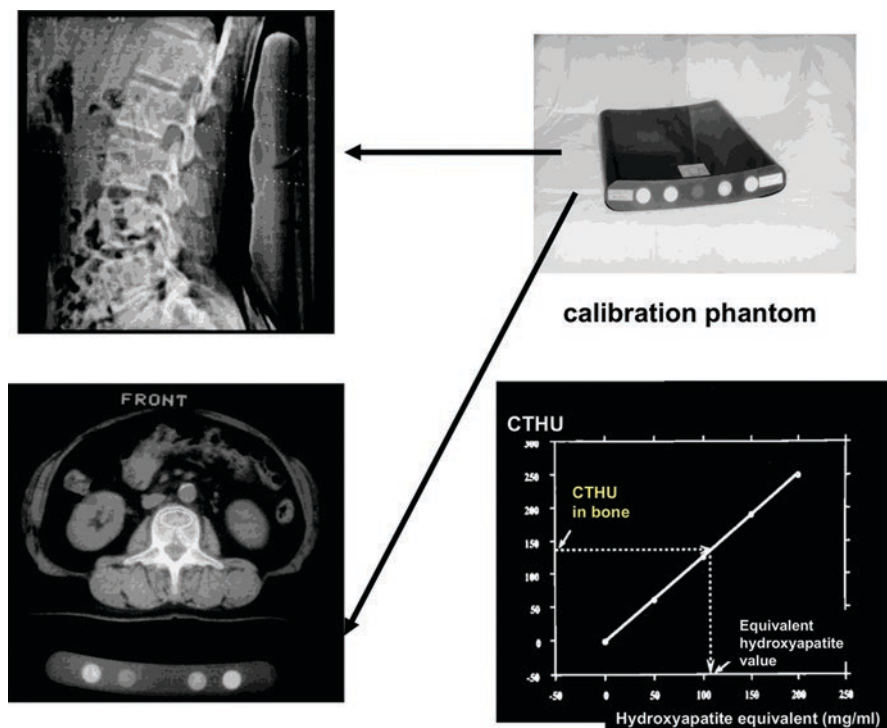 calibration phantom
FRONT
CTHU
300
250
200
150
100
50
0
-50
CTHU
in bone
Equivalent
hydroxyapatite
value
-50 0 50 100 150 200 250
Hydroxyapatite equivalent (mg/ml)